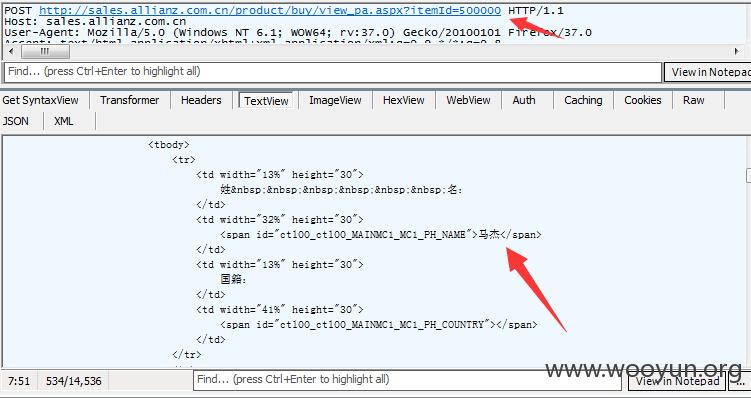 POST http://sales.allianz.com.cn/product/buy/view_pa.aspx?itemId=500000 HTTP/1.1
Host: sales.allianz.com.cn
User-Agent: Mozilla/5.0 (Windows NT 6.1; WOW64; rv:37.0) Gecko/20100101 Firefox/37.0
Find... (press Ctrl+Enter to highlight all)
View in Notepad
Get SyntaxView Transformer Headers TextView ImageView HexView WebView Auth Caching Cookies Raw
JSON XML
<tbody>
<tr>
<td width="13%" height="30">
姓&nbsp;&nbsp;&nbsp;&nbsp;&nbsp;&nbsp;名:
</td>
<td width="32%" height="30">
<span id="ctl00_ctl00_MAINMC1_MC1_PH_NAME">马杰</span>
</td>
<td width="13%" height="30">
国籍:
</td>
<td width="41%" height="30">
<span id="ctl00_ctl00_MAINMC1_MC1_PH_COUNTRY"></span>
</td>
</tr>
www.wooyun.org
7:51 534/14,536 Find... (press Ctrl+Enter to highlight all) View in Notepad ...